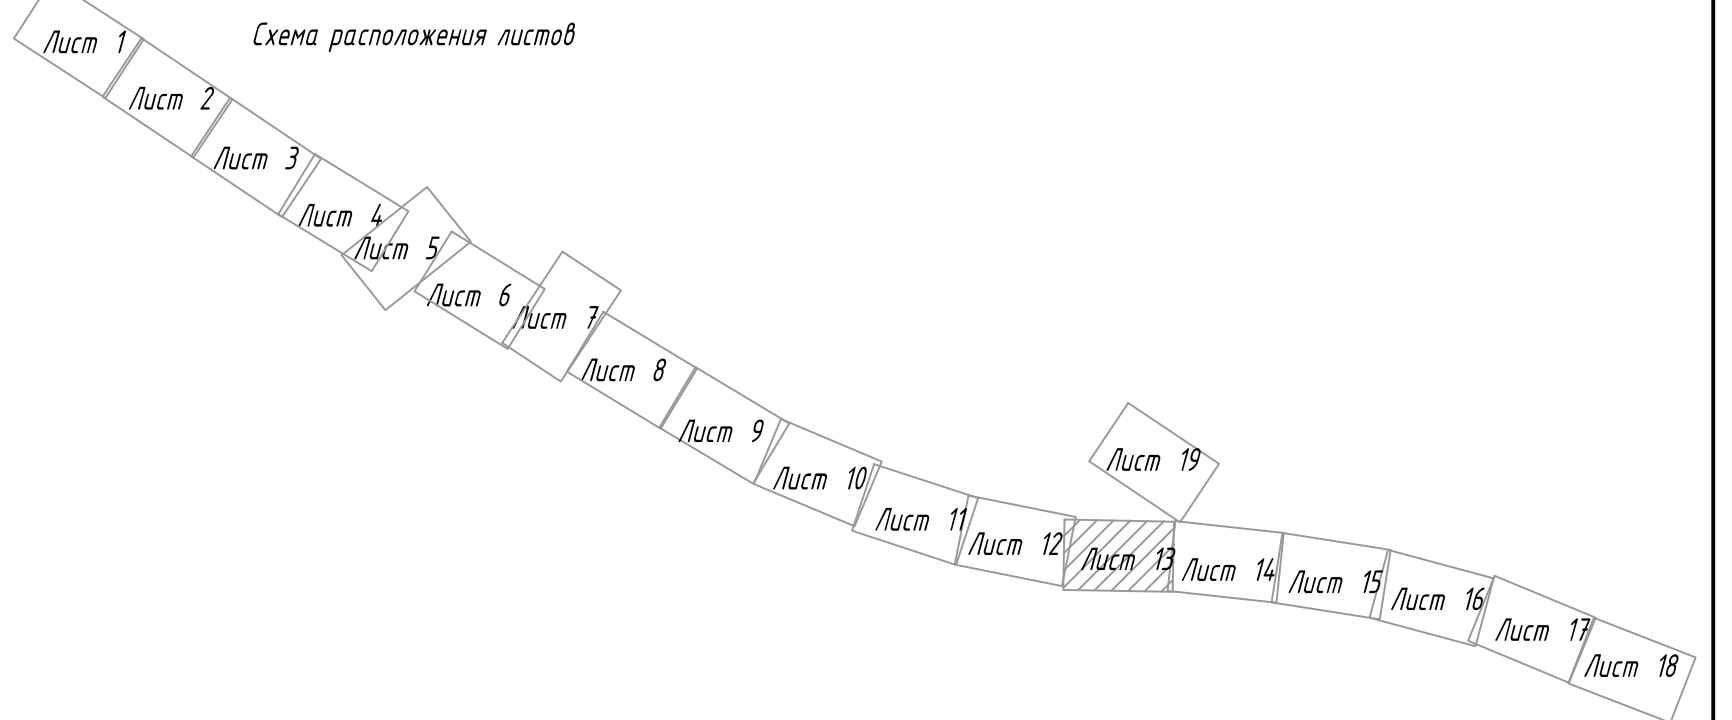 Схема расположения листов
Лист 1
Лист 2
Лист 3
Лист 4
Лист 5
Лист 6
Лист 7
Лист 8
Лист 9
Лист 10
Лист 11
Лист 12
Лист 13
Лист 14
Лист 15
Лист 16
Лист 17
Лист 18
Лист 19